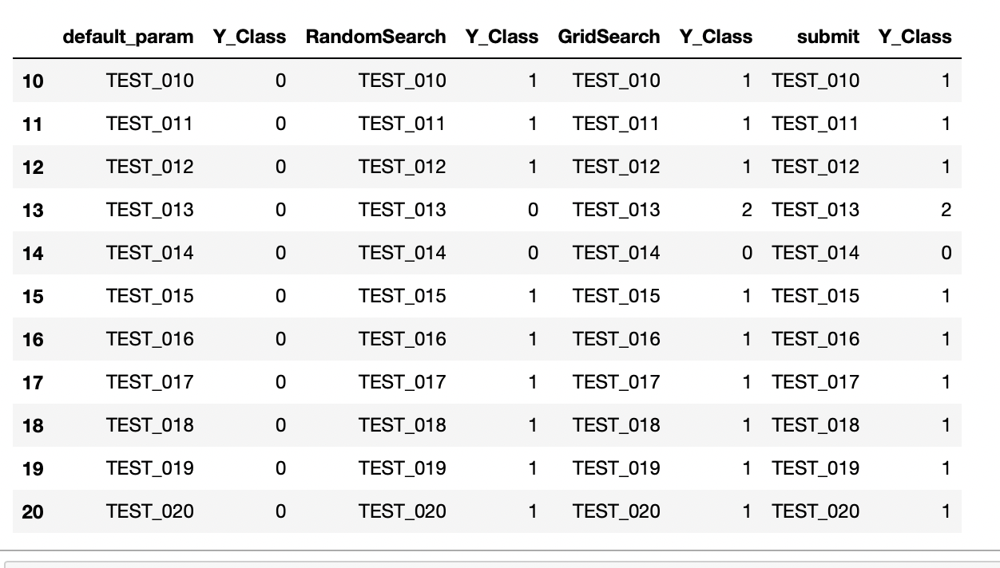 default_param Y_Class RandomSearch Y_Class GridSearch Y_Class submit Y_Class
10 TEST_010 0 TEST_010 1 TEST_010 1 TEST_010 1
11 TEST_011 0 TEST_011 1 TEST_011 1 TEST_011 1
12 TEST_012 0 TEST_012 1 TEST_012 1 TEST_012 1
13 TEST_013 0 TEST_013 0 TEST_013 2 TEST_013 2
14 TEST_014 0 TEST_014 0 TEST_014 0 TEST_014 0
15 TEST_015 0 TEST_015 1 TEST_015 1 TEST_015 1
16 TEST_016 0 TEST_016 1 TEST_016 1 TEST_016 1
17 TEST_017 0 TEST_017 1 TEST_017 1 TEST_017 1
18 TEST_018 0 TEST_018 1 TEST_018 1 TEST_018 1
19 TEST_019 0 TEST_019 1 TEST_019 1 TEST_019 1
20 TEST_020 0 TEST_020 1 TEST_020 1 TEST_020 1